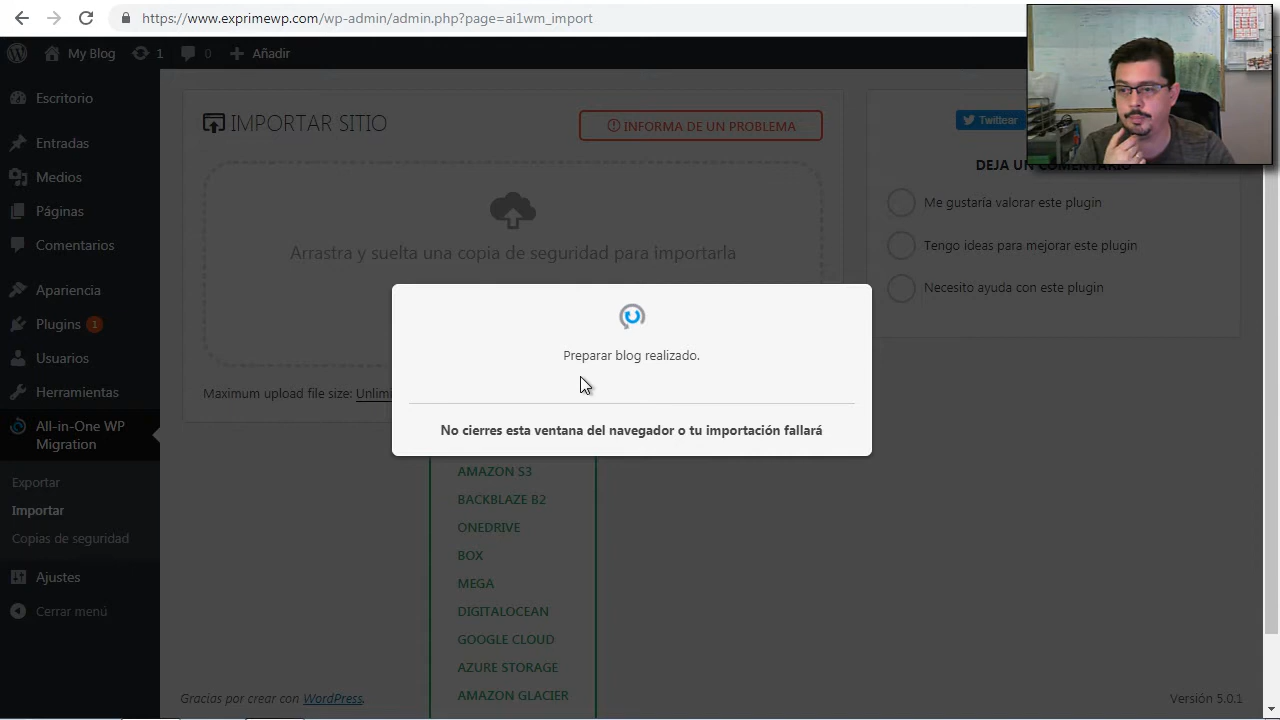 https://www.exprimewp.com/wp-admin/admin.php?page=ai1wm_import
My Blog
1
0
Añadir
Escritorio
Entradas
Medios
Páginas
Comentarios
Apariencia
Plugins 1
Usuarios
Herramientas
All-in-One WP
Migration
Exportar
Importar
Copias de seguridad
Ajustes
Cerrar menú
IMPORTAR SITIO
INFORMA DE UN PROBLEMA
Arrastra y suelta una copia de seguridad para importarla
Maximum upload file size:
Preparar blog realizado.
No cierres esta ventana del navegador o tu importación fallará
AMAZON S3
BACKBLAZE B2
ONEDRIVE
BOX
MEGA
DIGITALOCEAN
GOOGLE CLOUD
AZURE STORAGE
AMAZON GLACIER
Twittear
DEJA UN COMENTARIO
Me gustaría valorar este plugin
Tengo ideas para mejorar este plugin
Necesito ayuda con este plugin
Gracias por crear con WordPress.
Versión 5.0.1